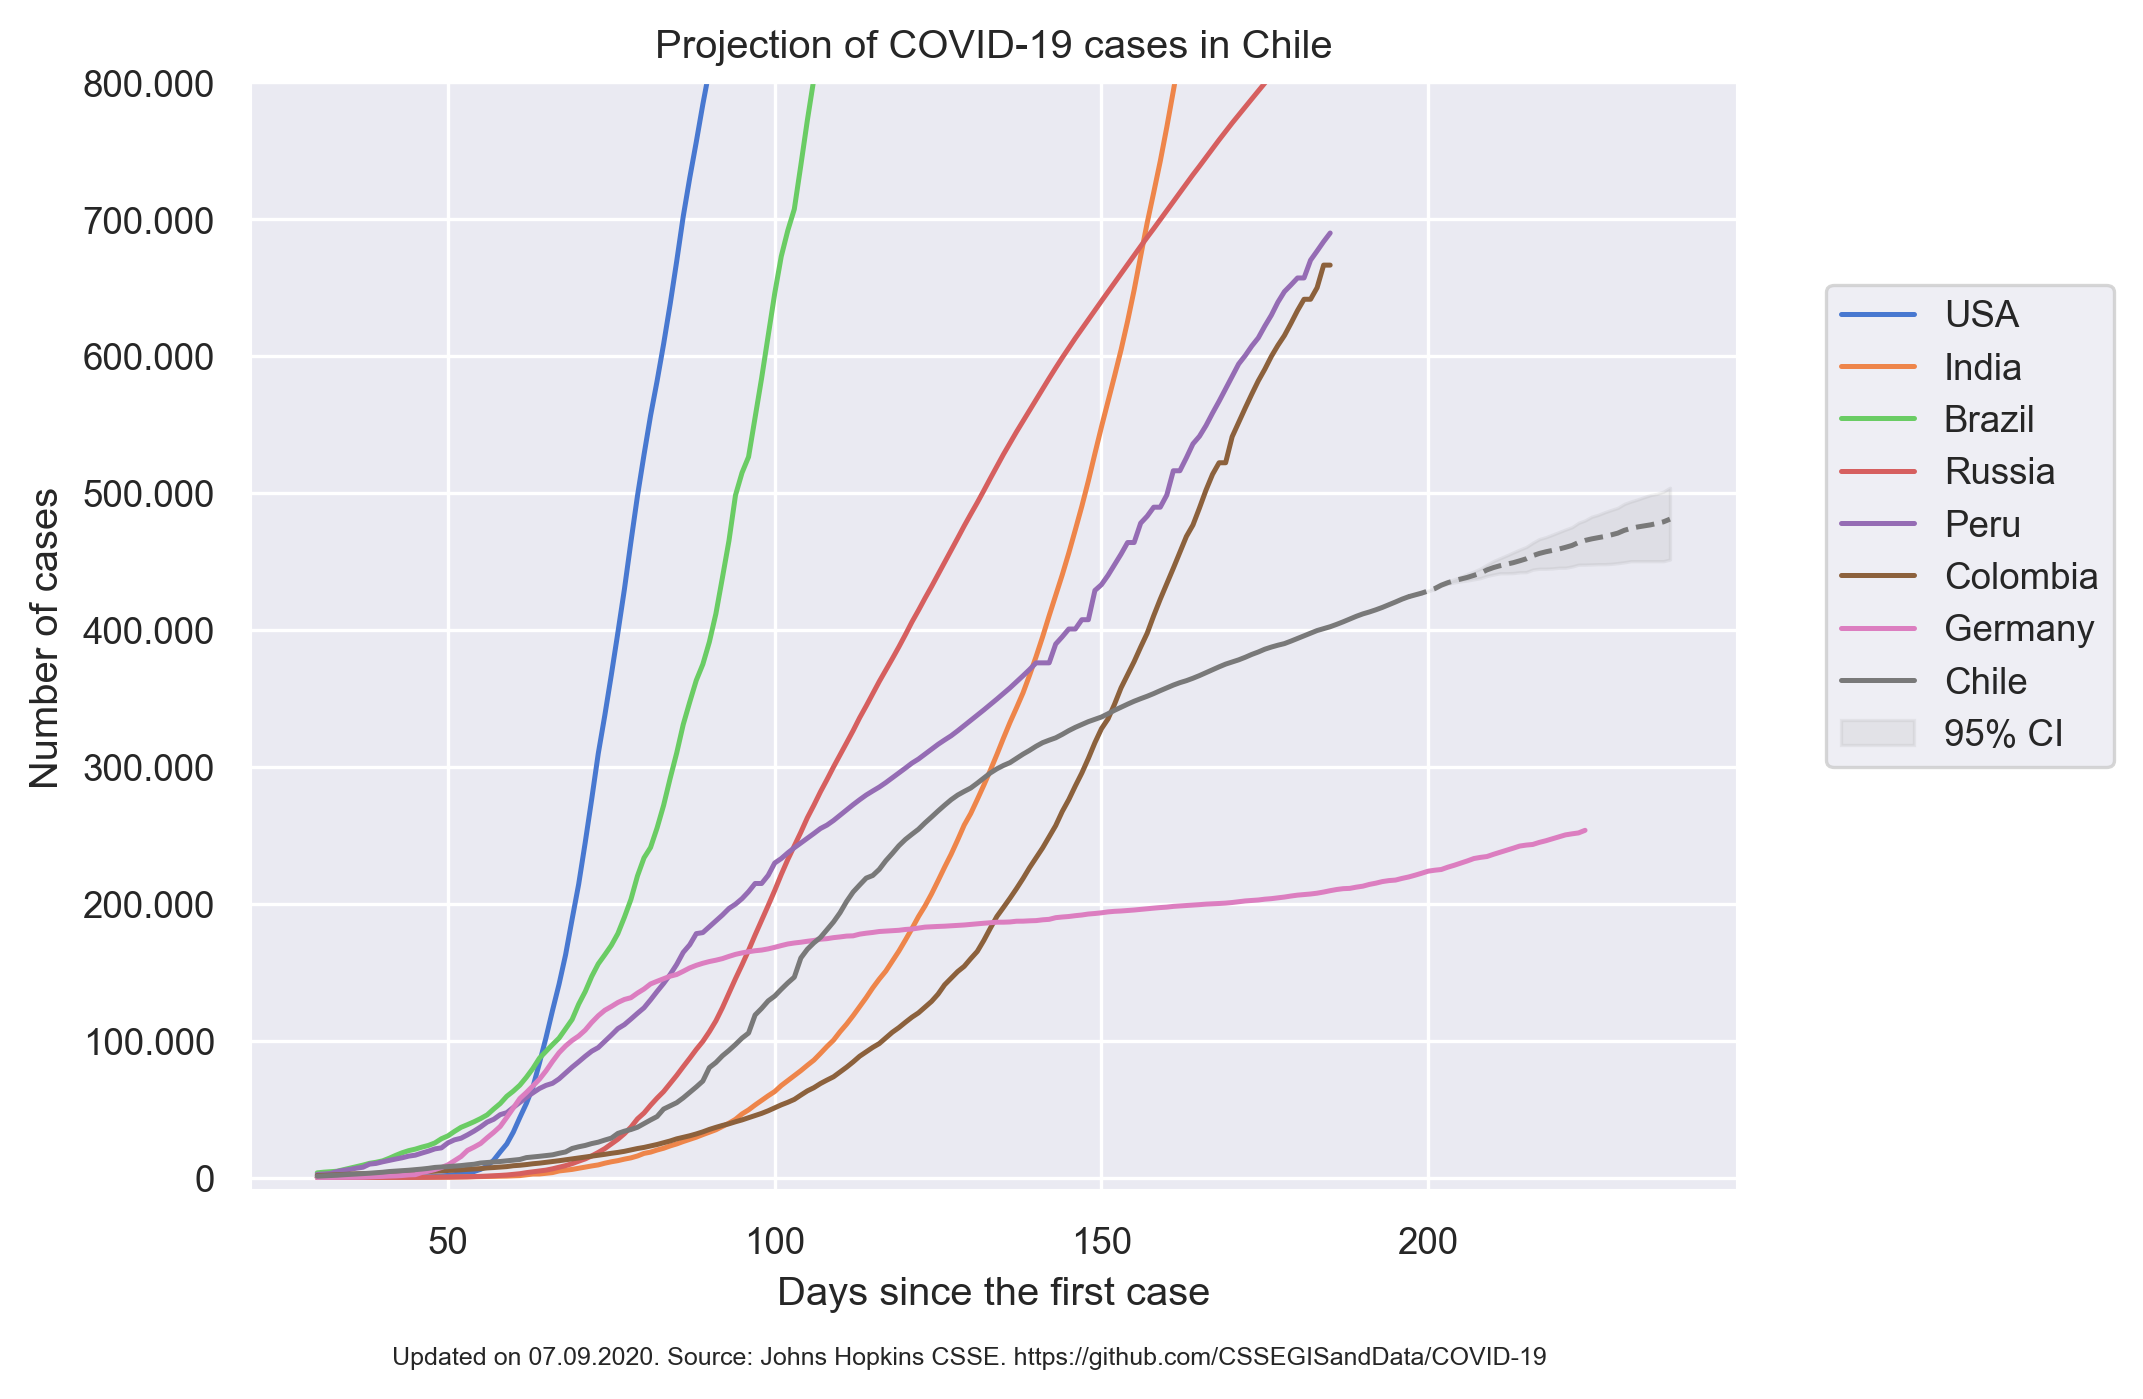 Projection of COVID-19 cases in Chile
800.000
700.000
600.000
500.000
400.000
300.000
200.000
100.000
0
Number of cases
50 100 150 200
Days since the first case
USA
India
Brazil
Russia
Peru
Colombia
Germany
Chile
95% CI
Updated on 07.09.2020. Source: Johns Hopkins CSSE. https://github.com/CSSEGISandData/COVID-19